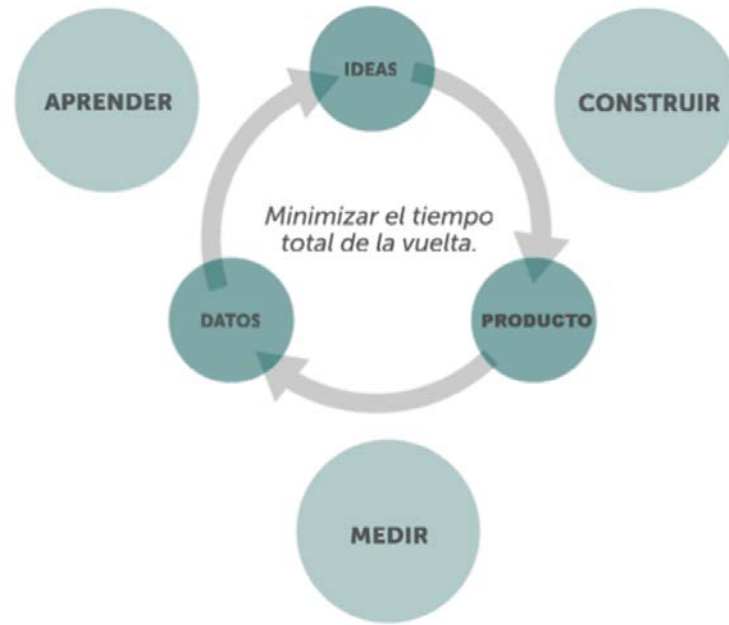 IDEAS
APRENDER
CONSTRUIR
Minimizar el tiempo
total de la vuelta.
DATOS
PRODUCTO
MEDIR